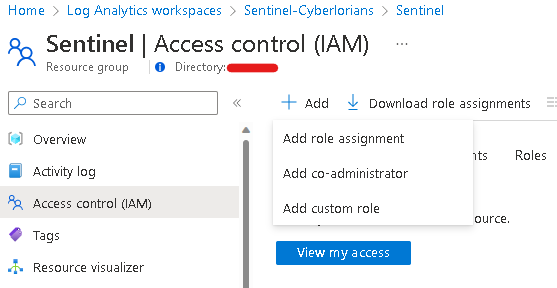 Home > Log Analytics workspaces > Sentinel-Cyberlorians > Sentinel
Sentinel | Access control (IAM) ...
Resource group
Directory:
Search
«
Add
Download role assignments
Overview
Activity log
Access control (IAM)
Tags
Resource visualizer
Add role assignment
Add co-administrator
Add custom role
nts
Roles
ource.
View my access